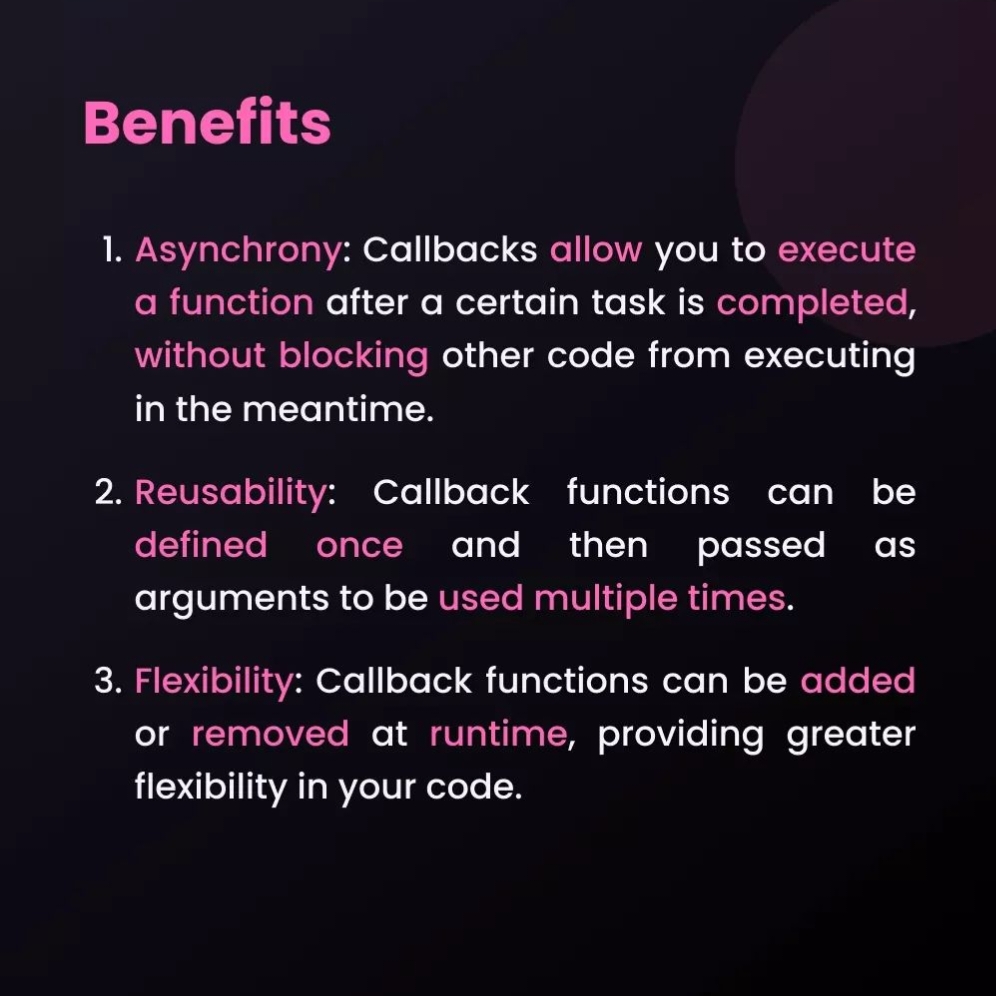 Benefits
1. Asynchrony: Callbacks allow you to execute
a function after a certain task is completed,
without blocking other code from executing
in the meantime.
2. Reusability: Callback functions can be
defined once and then passed as
arguments to be used multiple times.
3. Flexibility: Callback functions can be added
or removed at runtime, providing greater
flexibility in your code.